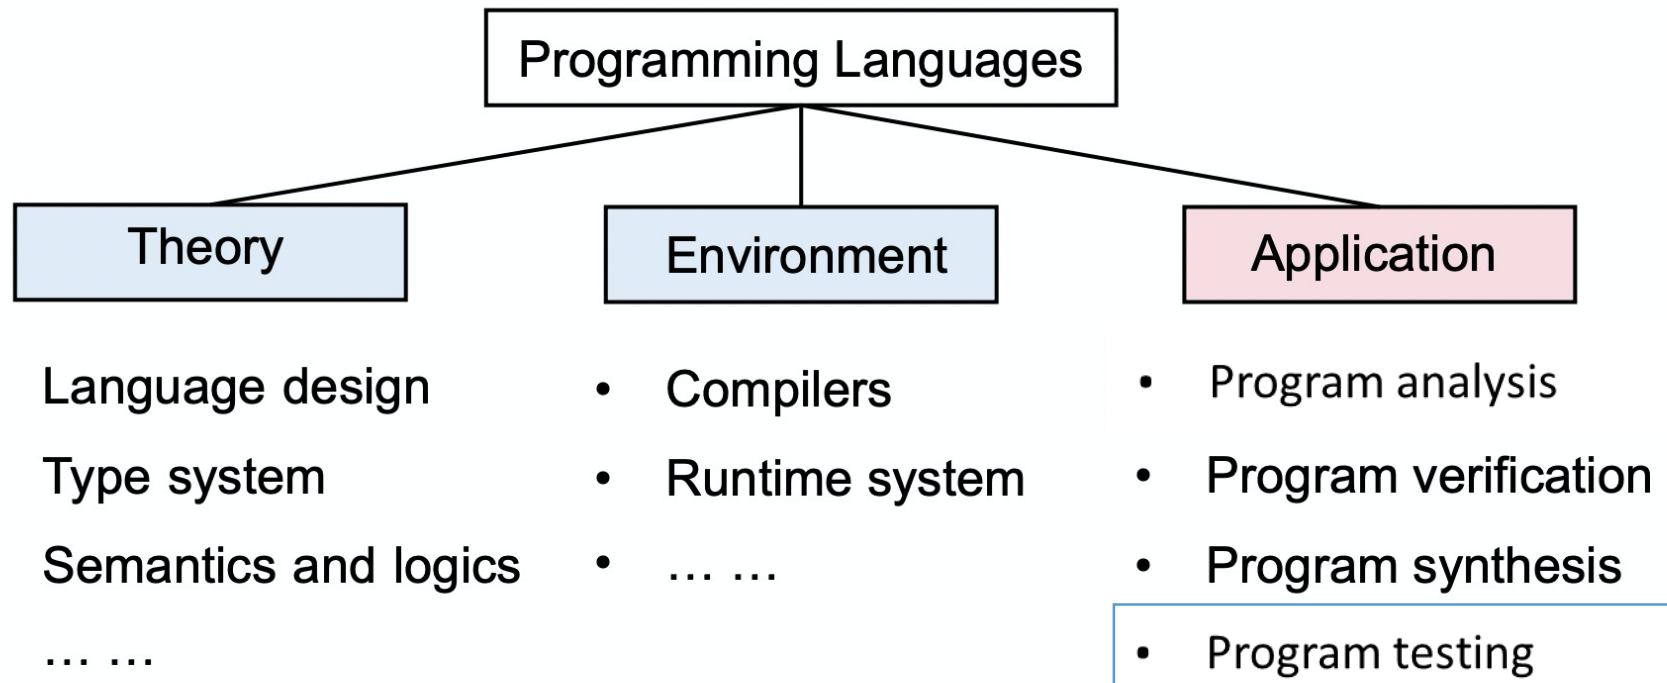 Programming Languages
Theory
Environment
Application
Language design
Type system
Semantics and logics
... ...
• Compilers
• Runtime system
• ... ...
• Program analysis
• Program verification
• Program synthesis
• Program testing